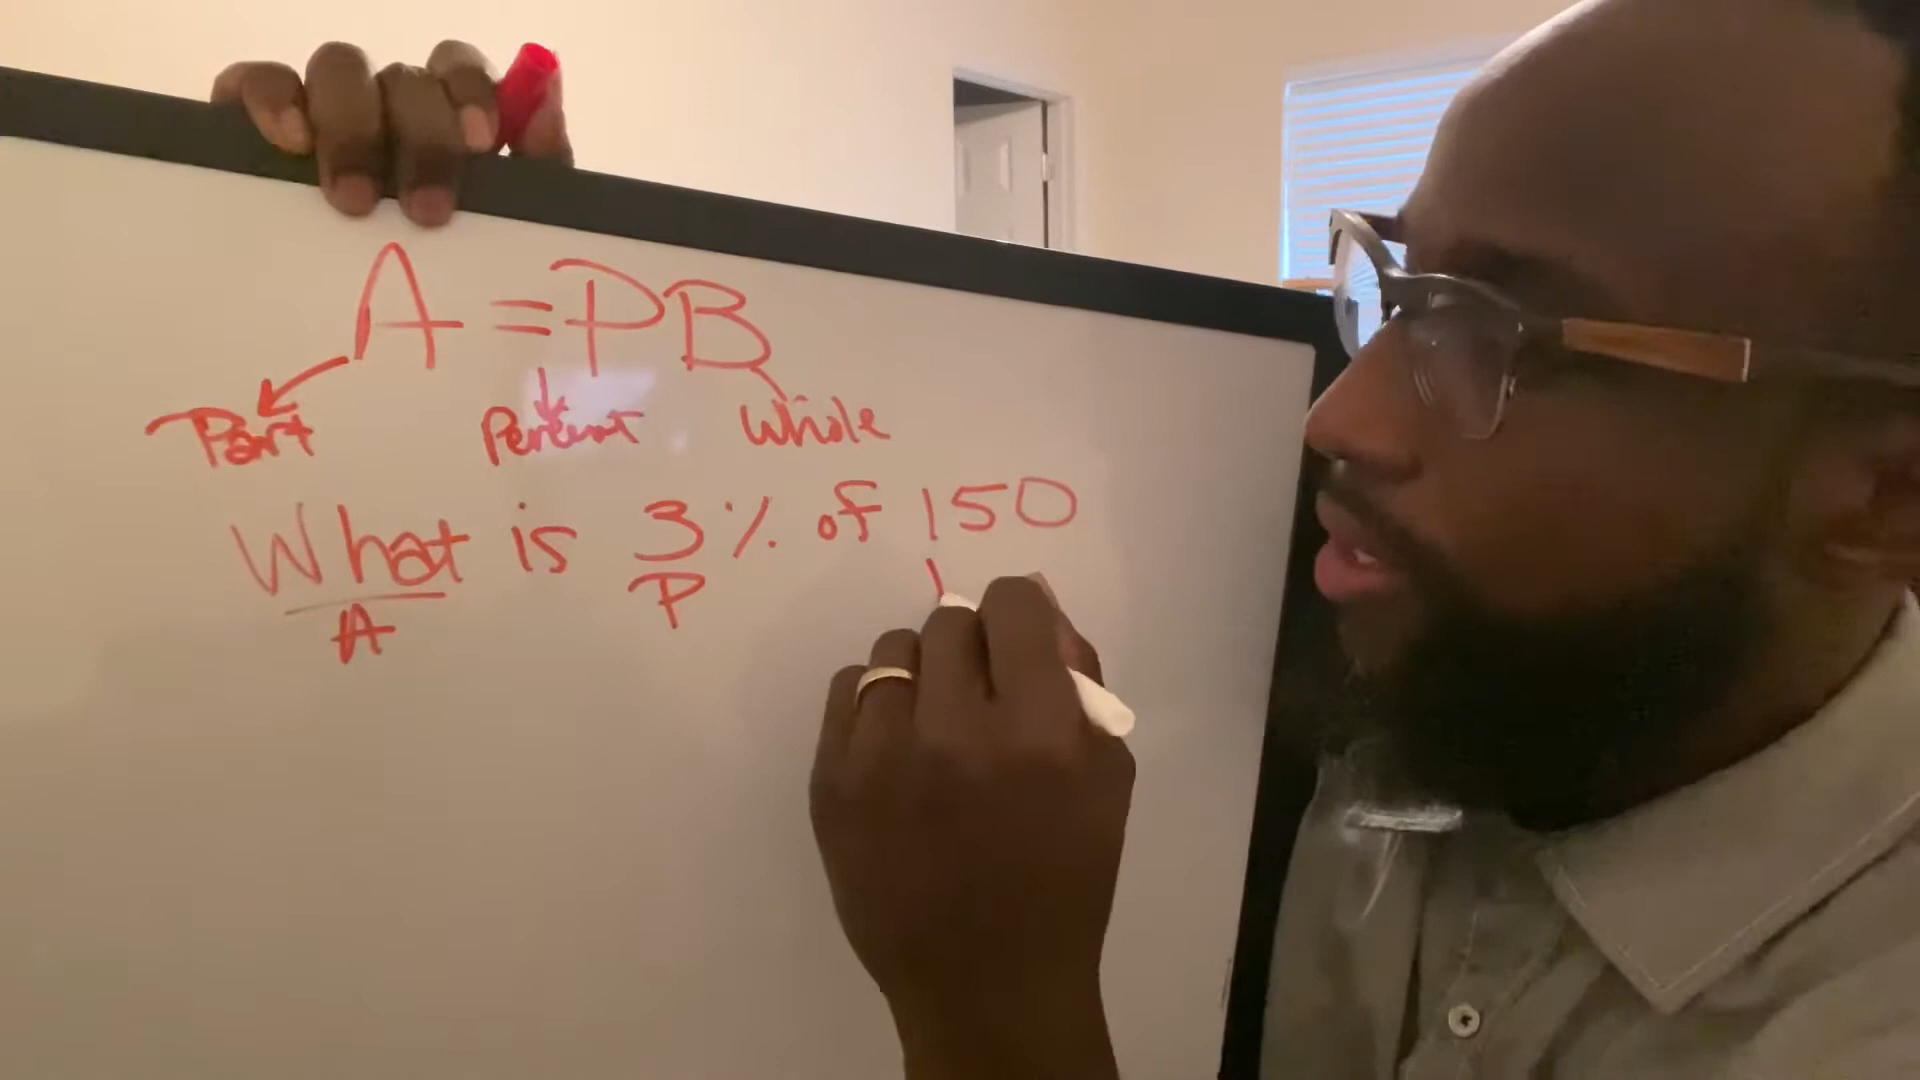 A = PB
Part Percent Whole
What is 3% of 150
A P